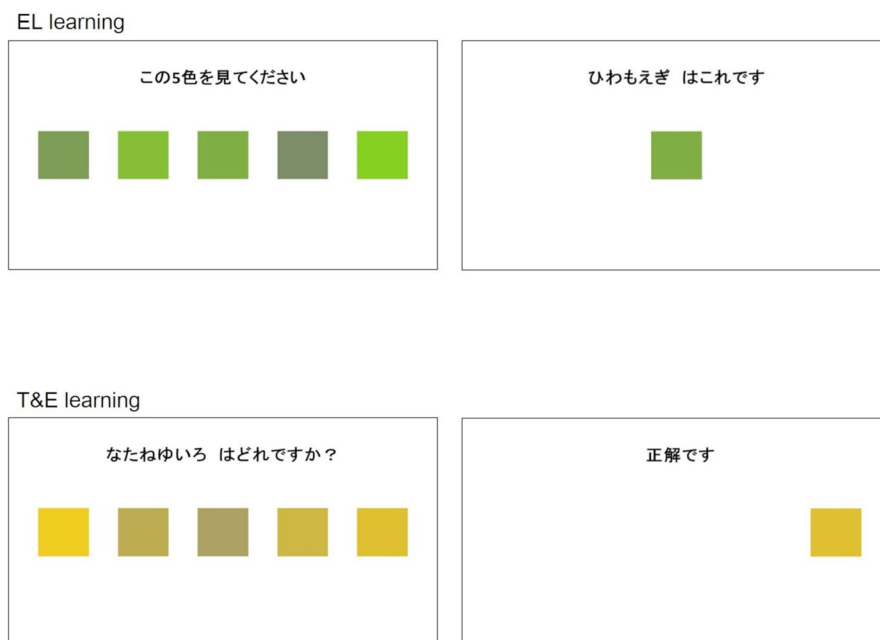 EL learning
この5色を見てください
ひわもえぎ はこれです
T&E learning
なたねゆいろ はどれですか？
正解です